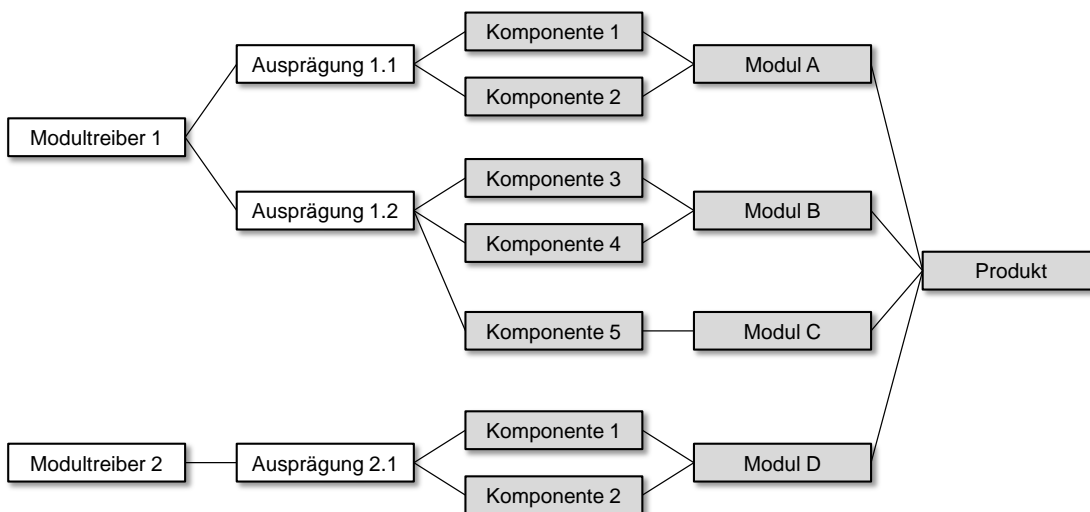 Komponente 1
Ausprägung 1.1
Modul A
Komponente 2
Modultreiber 1
Komponente 3
Ausprägung 1.2
Modul B
Komponente 4
Produkt
Komponente 5
Modul C
Komponente 1
Modultreiber 2
Ausprägung 2.1
Modul D
Komponente 2